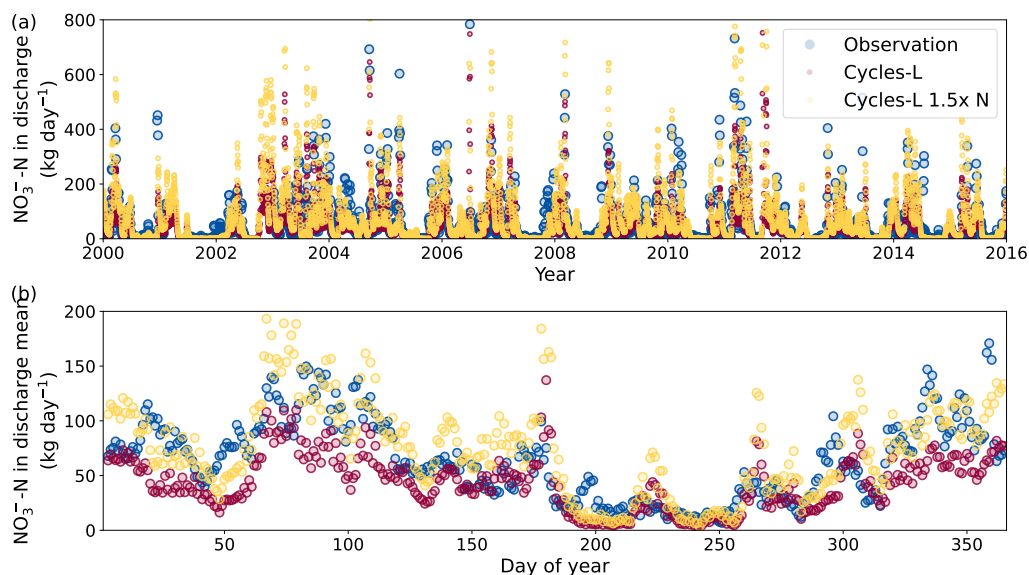 (a)
NO₃⁻-N in discharge
(kg day⁻¹)
800
600
400
200
0
Observation
Cycles-L
Cycles-L 1.5x N
2000 2002 2004 2006 2008 2010 2012 2014 2016
Year
(b)
NO₃⁻-N in discharge mean
(kg day⁻¹)
200
150
100
50
0
50 100 150 200 250 300 350
Day of year